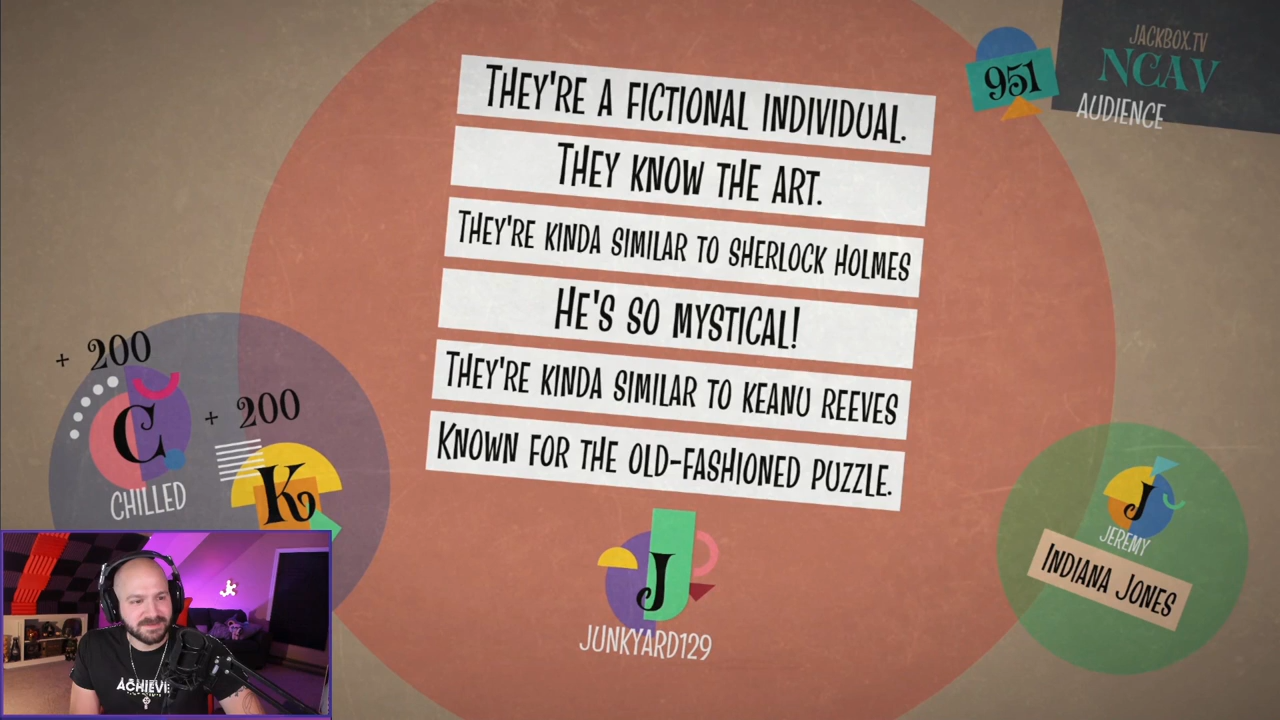 THEY'RE A FICTIONAL INDIVIDUAL.
THEY KNOW THE ART.
THEY'RE KINDA SIMILAR TO SHERLOCK HOLMES
HE'S SO MYSTICAL!
THEY'RE KINDA SIMILAR TO KEANU REEVES
KNOWN FOR THE OLD-FASHIONED PUZZLE.
951
JACKBOX.TV
NCAV
AUDIENCE
+ 200
C
CHILLED
+ 200
K
J
JUNKYARD129
J
JEREMY
INDIANA JONES
ACHIEVE